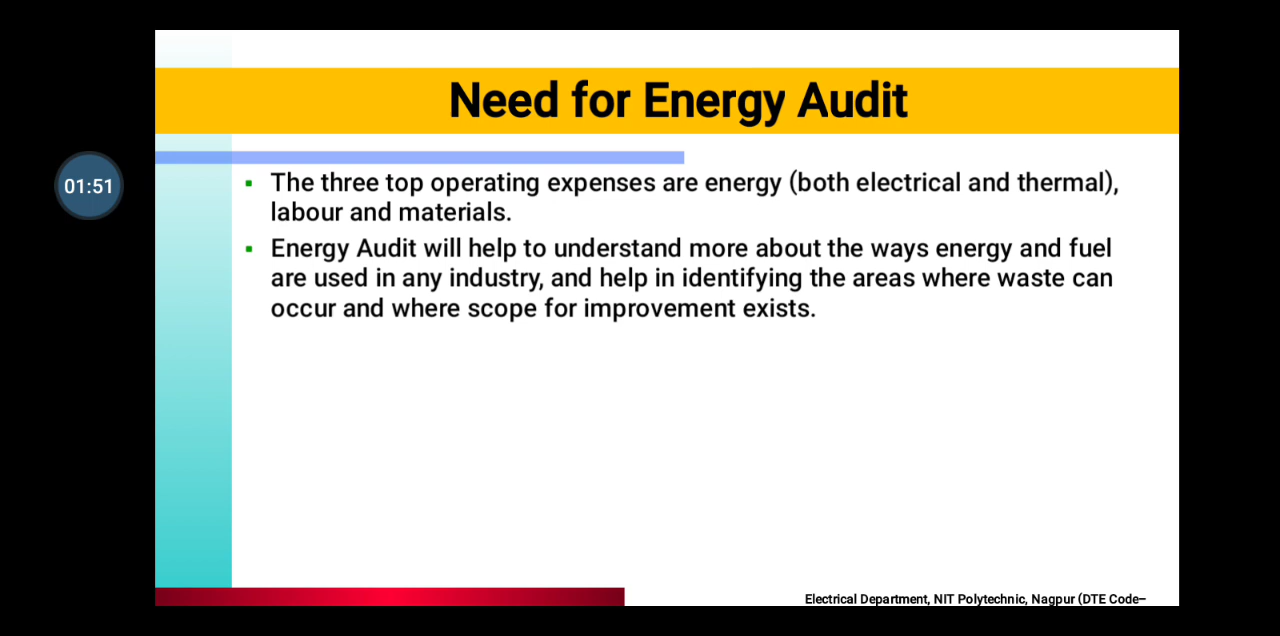 Need for Energy Audit
01:51
The three top operating expenses are energy (both electrical and thermal),
labour and materials.
Energy Audit will help to understand more about the ways energy and fuel
are used in any industry, and help in identifying the areas where waste can
occur and where scope for improvement exists.
Electrical Department, NIT Polytechnic, Nagpur (DTE Code–